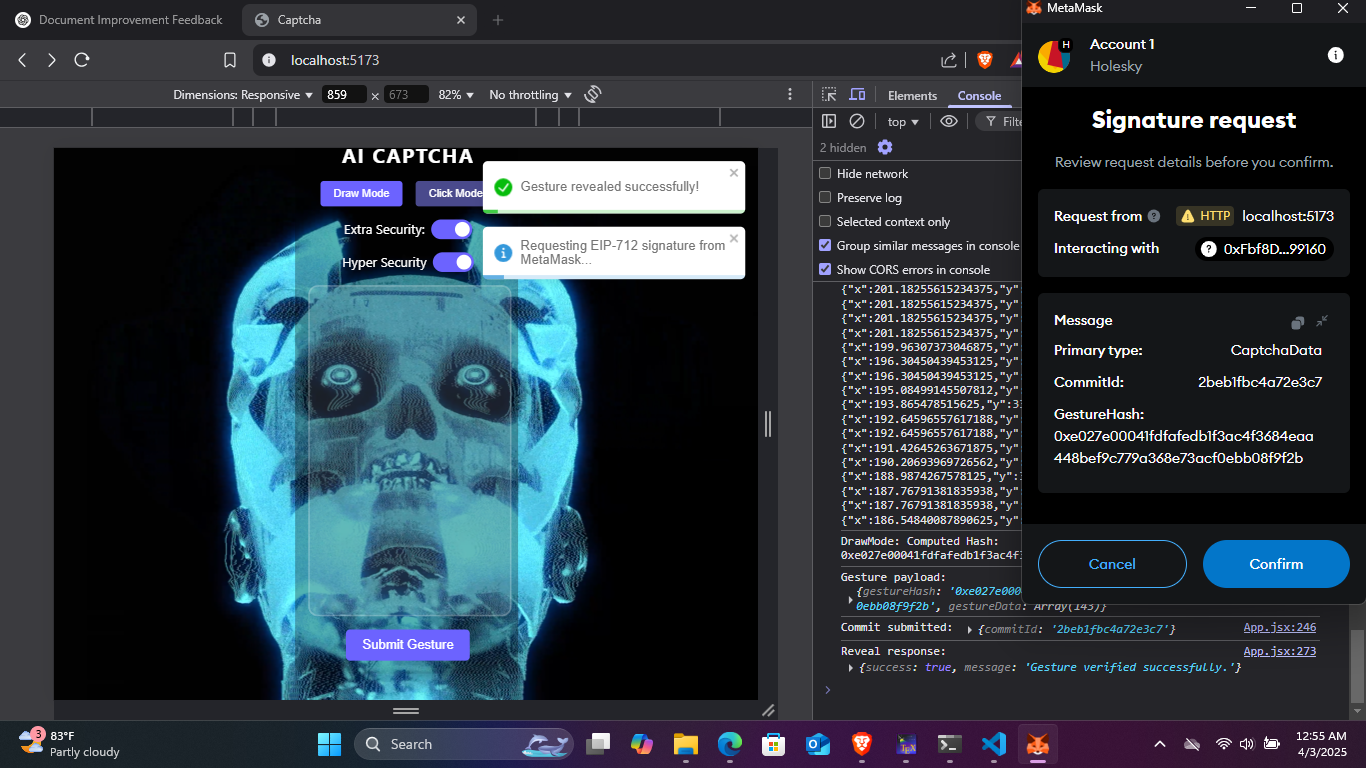 Document Improvement Feedback
Captcha
localhost:5173
Dimensions: Responsive
859 × 673
82%
No throttling
Elements
Console
top
Filte
2 hidden
Hide network
Preserve log
Selected context only
Group similar messages in console
Show CORS errors in console
{"x":201.18255615234375,"y":
{"x":201.18255615234375,"y":
{"x":201.18255615234375,"y":
{"x":201.18255615234375,"y":
{"x":199.96307373046875,"y":
{"x":196.30450439453125,"y":
{"x":196.30450439453125,"y":
{"x":195.08499145507812,"y":
{"x":193.865478515625,"y":33
{"x":192.64596557617188,"y":
{"x":192.64596557617188,"y":
{"x":191.42645263671875,"y":
{"x":190.20693969726562,"y":
{"x":188.9874267578125,"y":
{"x":187.76791381835938,"y":
{"x":187.76791381835938,"y":
{"x":186.54840087890625,"y":
DrawMode: Computed Hash:
0xe027e00041fdfafedb1f3ac4f3
Gesture payload:
{gestureHash: '0xe027e000
0ebb08f9f2b', gestureData: Array(143)}
Commit submitted: {commitId: '2beb1fbc4a72e3c7'} App.jsx:246
Reveal response: App.jsx:273
{success: true, message: 'Gesture verified successfully.'}
AI CAPTCHA
Draw Mode
Click Mode
Extra Security:
Hyper Security
Submit Gesture
Gesture revealed successfully!
Requesting EIP-712 signature from
MetaMask...
MetaMask
H
Account 1
Holesky
Signature request
Review request details before you confirm.
Request from HTTP localhost:5173
Interacting with 0xFbf8D...99160
Message
Primary type: CaptchaData
CommitId: 2beb1fbc4a72e3c7
GestureHash:
0xe027e00041fdfafedb1f3ac4f3684eaa
448bef9c779a368e73acf0ebb08f9f2b
Cancel
Confirm
3
83°F
Partly cloudy
Search
12:55 AM
4/3/2025